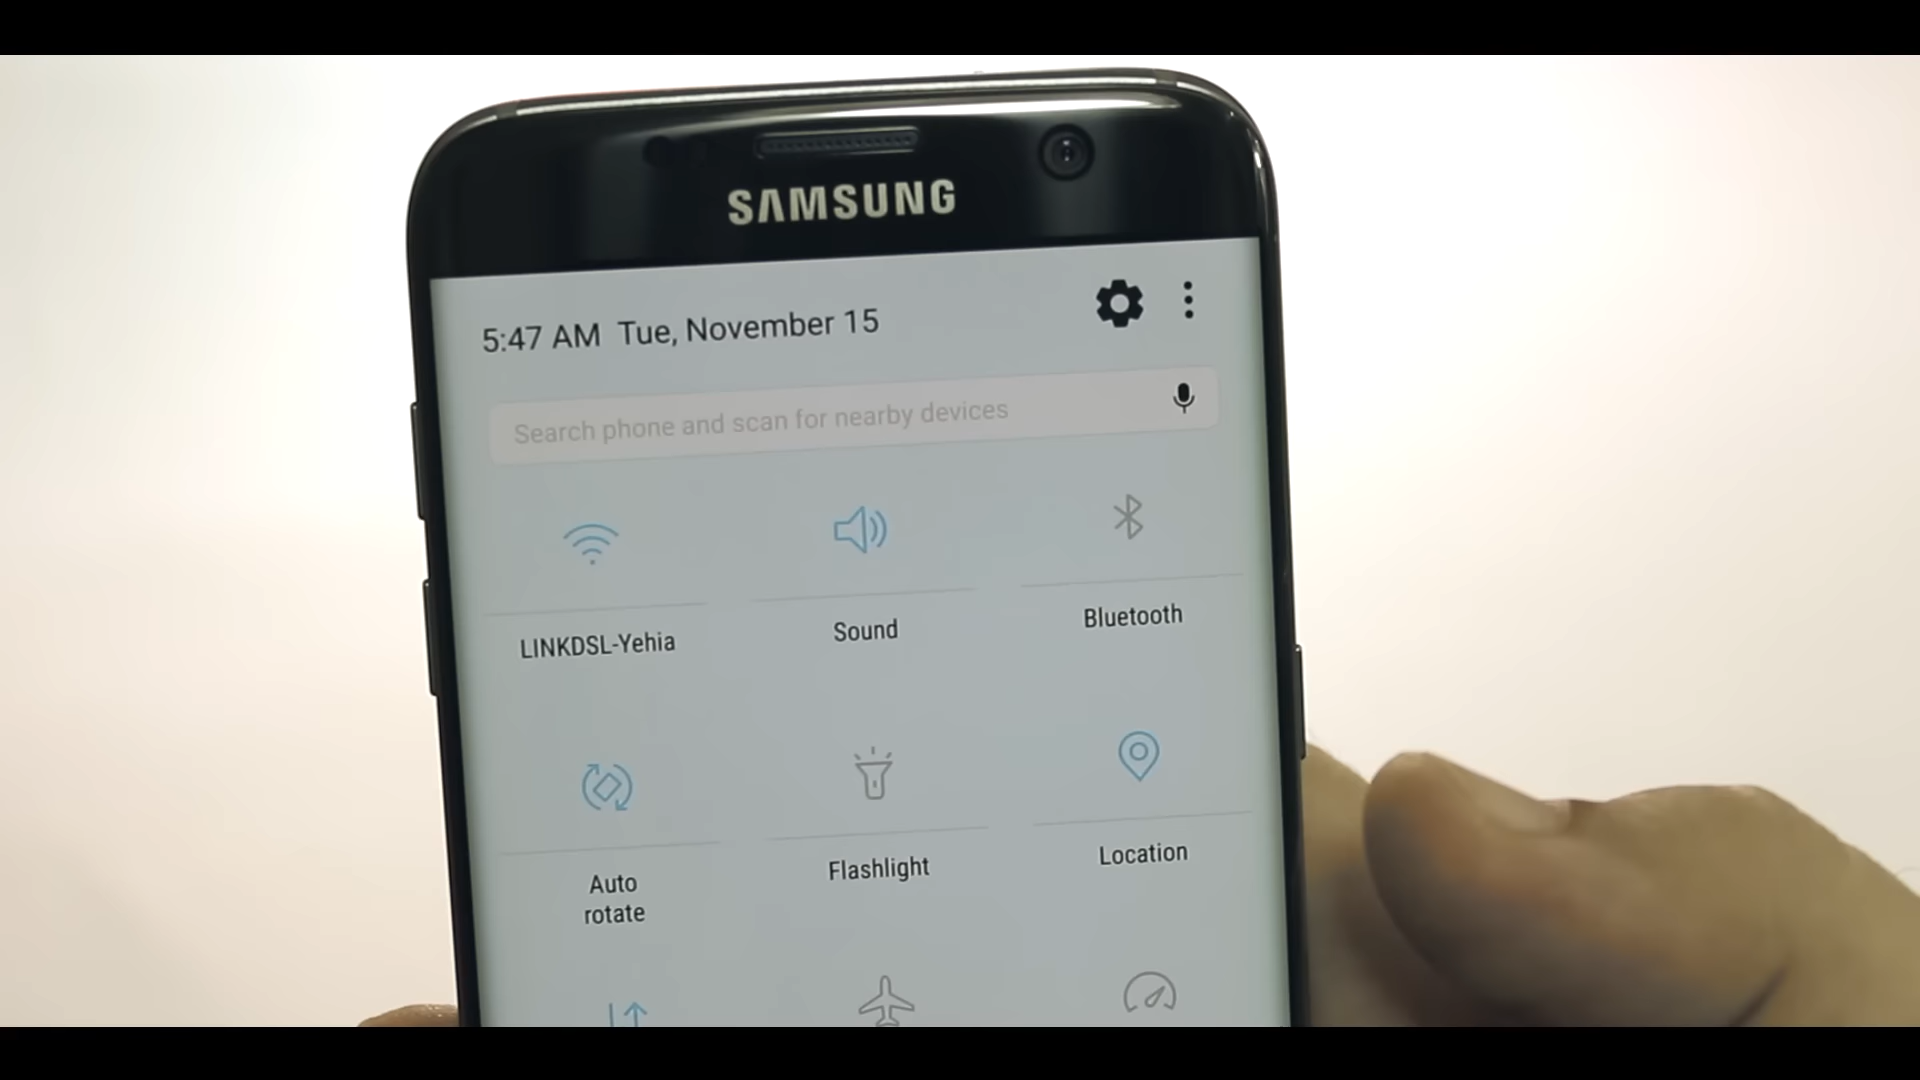 SAMSUNG
5:47 AM Tue, November 15
Search phone and scan for nearby devices
LINKDSL-Yehia
Sound
Bluetooth
Auto
rotate
Flashlight
Location